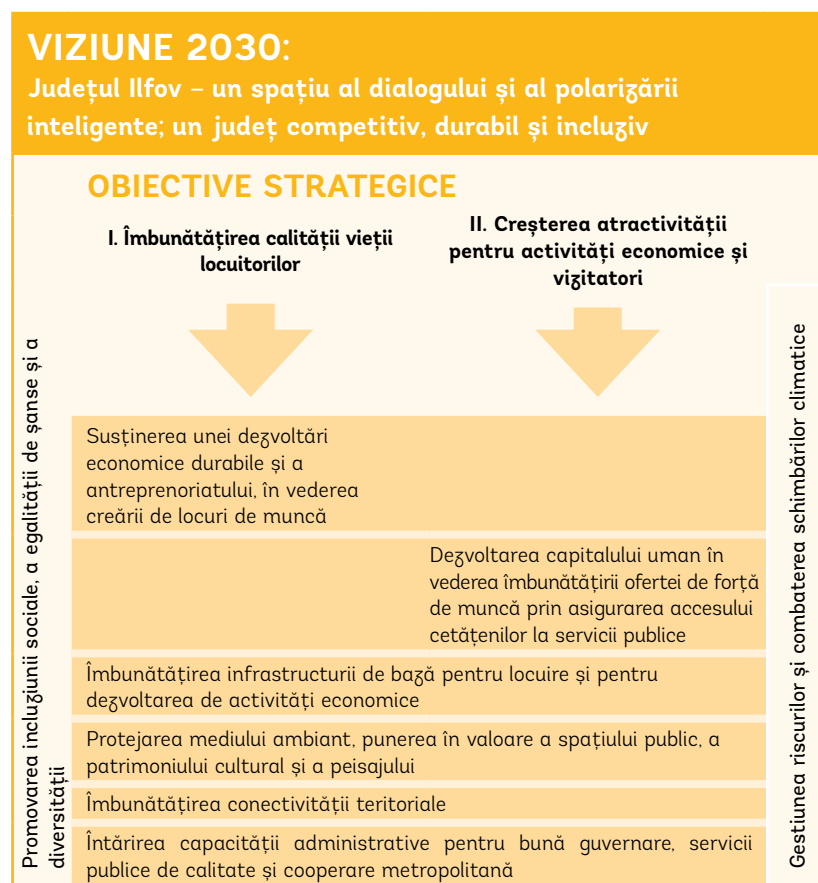 VIZIUNE 2030:
Județul Ilfov – un spațiu al dialogului și al polarizării
inteligente; un județ competitiv, durabil și incluziv
OBIECTIVE STRATEGICE
I. Îmbunătățirea calității vieții
locuitorilor
II. Creșterea atractivității
pentru activități economice și
vizitatori
Promovarea incluziunii sociale, a egalității de șanse și a
diversității
Susținerea unei dezvoltări
economice durabile și a
antreprenoriatului, în vederea
creării de locuri de muncă
Dezvoltarea capitalului uman în
vederea îmbunătățirii ofertei de forță
de muncă prin asigurarea accesului
cetățenilor la servicii publice
Îmbunătățirea infrastructurii de bază pentru locuire și pentru
dezvoltarea de activități economice
Protejarea mediului ambiant, punerea în valoare a spațiului public, a
patrimoniului cultural și a peisajului
Îmbunătățirea conectivității teritoriale
Întărirea capacității administrative pentru bună guvernare, servicii
publice de calitate și cooperare metropolitană
Gestiunea riscurilor și combaterea schimbărilor climatice